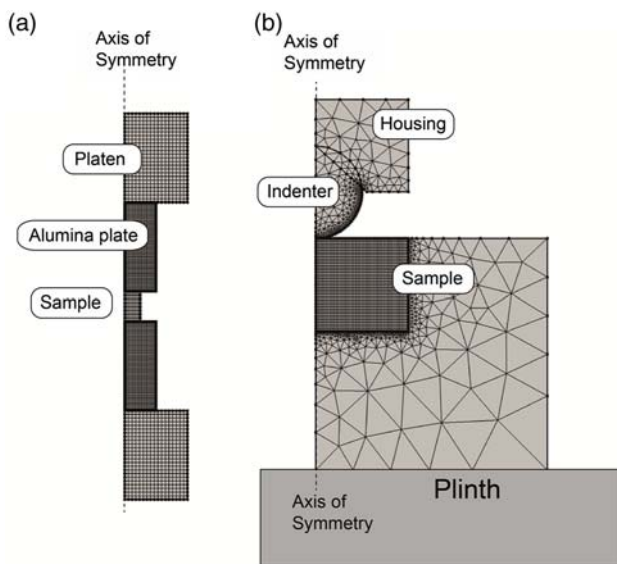 (a)
Axis of
Symmetry
Platen
Alumina plate
Sample
(b)
Axis of
Symmetry
Housing
Indenter
Sample
Axis of
Symmetry
Plinth